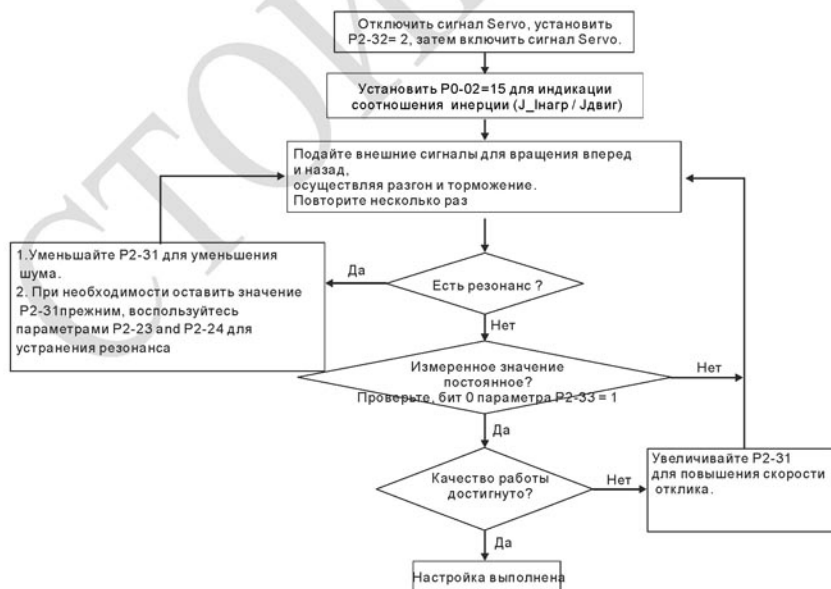 Отключить сигнал Servo, установить
P2-32= 2, затем включить сигнал Servo.
Установить P0-02=15 для индикации
соотношения инерции (J_Iнагр / Jдвиг)
Подайте внешние сигналы для вращения вперед
и назад,
осуществляя разгон и торможение.
Повторите несколько раз
1.Уменьшайте P2-31 для уменьшения
шума.
2. При необходимости оставить значение
P2-31прежним, воспользуйтесь
параметрами P2-23 and P2-24 для
устранения резонанса
Да
Есть резонанс ?
Нет
Измеренное значение
постоянное?
Проверьте, бит 0 параметра P2-33 = 1
Нет
Да
Качество работы
достигнуто?
Нет
Увеличивайте P2-31
для повышения скорости
отклика.
Да
Настройка выполнена